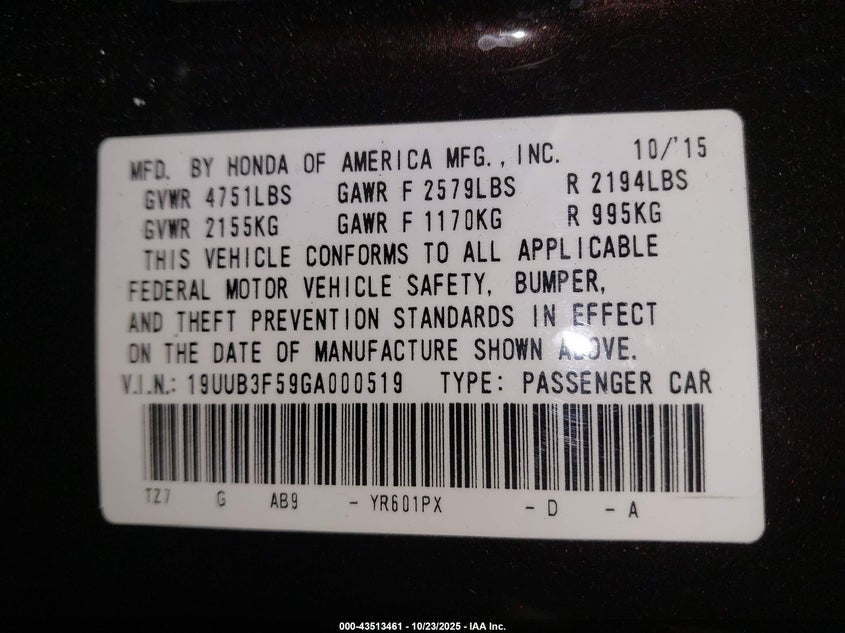 MFD. BY HONDA OF AMERICA MFG., INC. 10/'15
GVWR 4751LBS GAWR F 2579LBS R 2194LBS
GVWR 2155KG GAWR F 1170KG R 995KG
THIS VEHICLE CONFORMS TO ALL APPLICABLE
FEDERAL MOTOR VEHICLE SAFETY, BUMPER,
AND THEFT PREVENTION STANDARDS IN EFFECT
ON THE DATE OF MANUFACTURE SHOWN ABOVE.
V.I.N.: 19UUB3F59GA000519 TYPE: PASSENGER CAR
TZ7 G AB9 - YR601PX - D - A
000-43513461 - 10/23/2025 - IAA Inc.